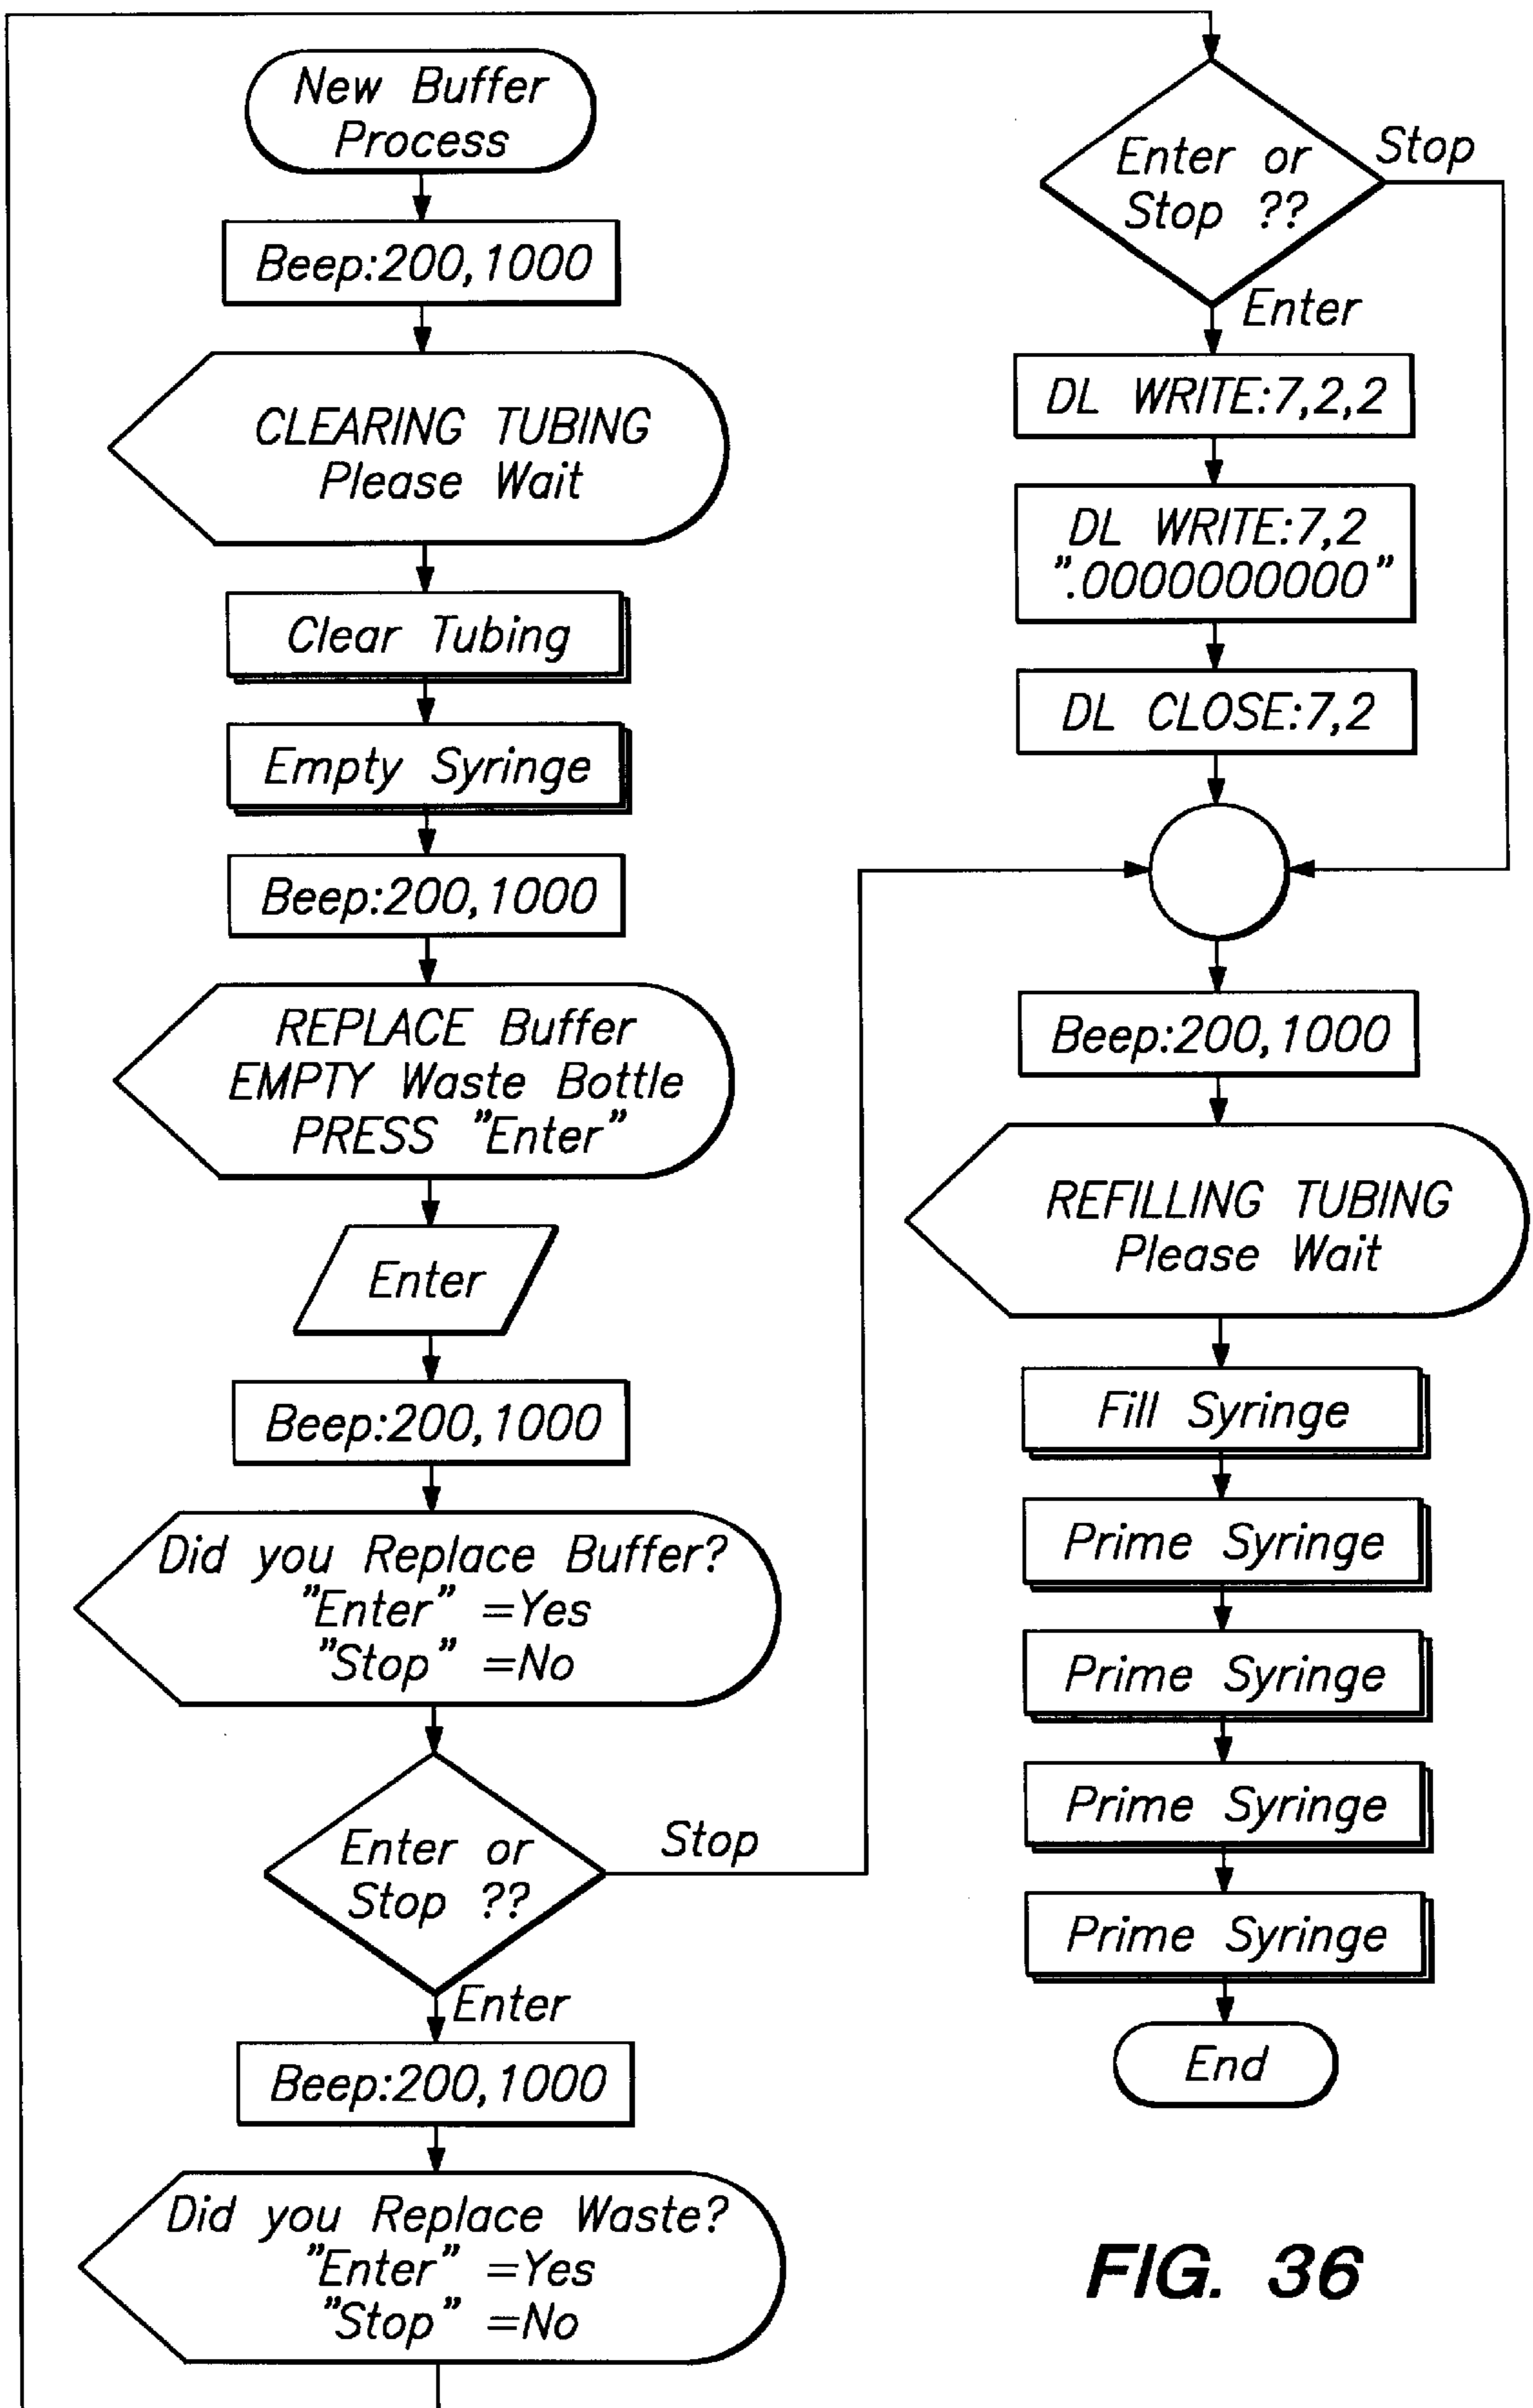 New Buffer
Process
Beep:200,1000
CLEARING TUBING
Please Wait
Clear Tubing
Empty Syringe
Beep:200,1000
REPLACE Buffer
EMPTY Waste Bottle
PRESS "Enter"
Enter
Beep:200,1000
Did you Replace Buffer?
"Enter" =Yes
"Stop" =No
Enter or
Stop ??
Stop
Enter
Beep:200,1000
Did you Replace Waste?
"Enter" =Yes
"Stop" =No
Enter or
Stop ??
Stop
Enter
DL WRITE:7,2,2
DL WRITE:7,2
".0000000000"
DL CLOSE:7,2
Beep:200,1000
REFILLING TUBING
Please Wait
Fill Syringe
Prime Syringe
Prime Syringe
Prime Syringe
Prime Syringe
End
FIG. 36